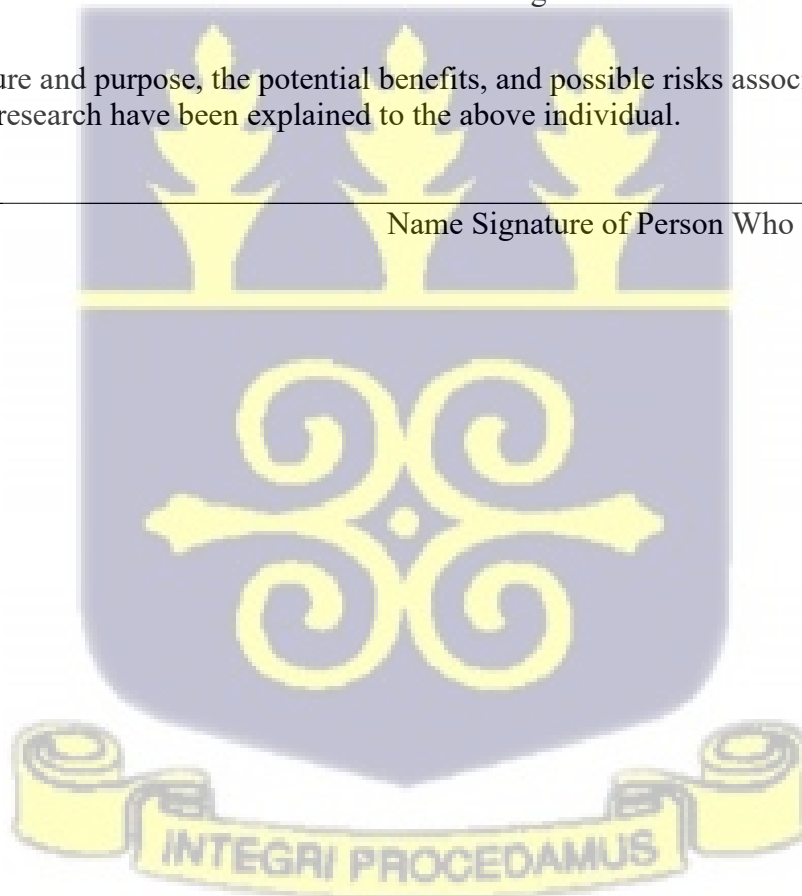 ure and purpose, the potential benefits, and possible risks associ
research have been explained to the above individual.
Name Signature of Person Who
INTEGRI PROCEDAMUS